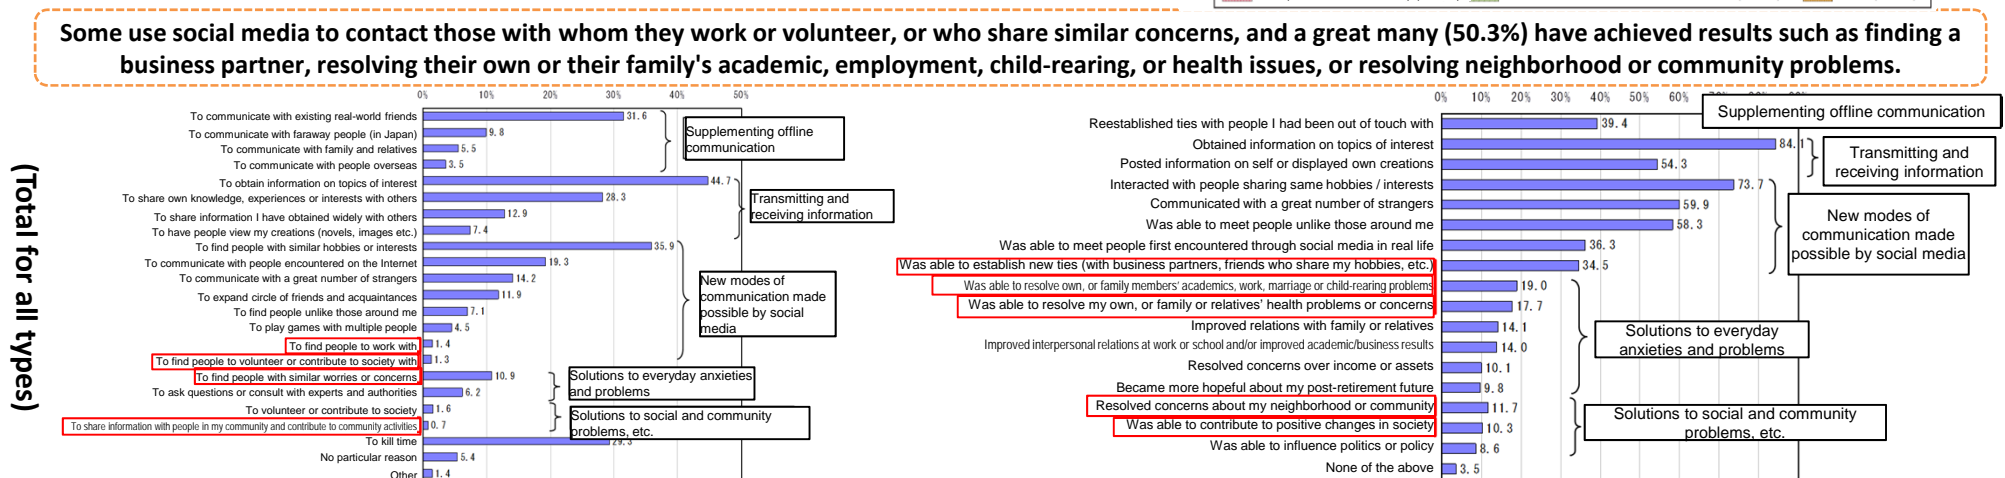 Some use social media to contact those with whom they work or volunteer, or who share similar concerns, and a great many (50.3%) have achieved results such as finding a
business partner, resolving their own or their family's academic, employment, child-rearing, or health issues, or resolving neighborhood or community problems.
(Total for all types)
0% 10% 20% 30% 40% 50%
To communicate with existing real-world friends 31.6
To communicate with faraway people (in Japan) 9.8
To communicate with family and relatives 5.5
To communicate with people overseas 3.5
Supplementing offline
communication
To obtain information on topics of interest 44.7
To share own knowledge, experiences or interests with others 28.3
To share information I have obtained widely with others 12.9
To have people view my creations (novels, images etc.) 7.4
Transmitting and
receiving information
To find people with similar hobbies or interests 35.9
To communicate with people encountered on the Internet 19.3
To communicate with a great number of strangers 14.2
To expand circle of friends and acquaintances 11.9
To find people unlike those around me 7.1
To play games with multiple people 4.5
To find people to work with 1.4
To find people to volunteer or contribute to society with 1.3
New modes of
communication made
possible by social
media
To find people with similar worries or concerns 10.9
To ask questions or consult with experts and authorities 6.2
Solutions to everyday anxieties
and problems
To volunteer or contribute to society 1.6
To share information with people in my community and contribute to community activities 0.7
Solutions to social and community
problems, etc.
To kill time 29.3
No particular reason 5.4
Other 1.4
0% 10% 20% 30% 40% 50% 60%
Supplementing offline communication
Reestablished ties with people I had been out of touch with 39.4
Obtained information on topics of interest 84.1
Posted information on self or displayed own creations 54.3
Transmitting and
receiving information
Interacted with people sharing same hobbies / interests 73.7
Communicated with a great number of strangers 59.9
Was able to meet people unlike those around me 58.3
Was able to meet people first encountered through social media in real life 36.3
Was able to establish new ties (with business partners, friends who share my hobbies, etc.) 34.5
New modes of
communication made
possible by social media
Was able to resolve own, or family members' academics, work, marriage or child-rearing problems 19.0
Was able to resolve my own, or family or relatives' health problems or concerns 17.7
Improved relations with family or relatives 14.1
Improved interpersonal relations at work or school and/or improved academic/business results 14.0
Resolved concerns over income or assets 10.1
Became more hopeful about my post-retirement future 9.8
Solutions to everyday
anxieties and problems
Resolved concerns about my neighborhood or community 11.7
Was able to contribute to positive changes in society 10.3
Was able to influence politics or policy 8.6
Solutions to social and community
problems, etc.
None of the above 3.5